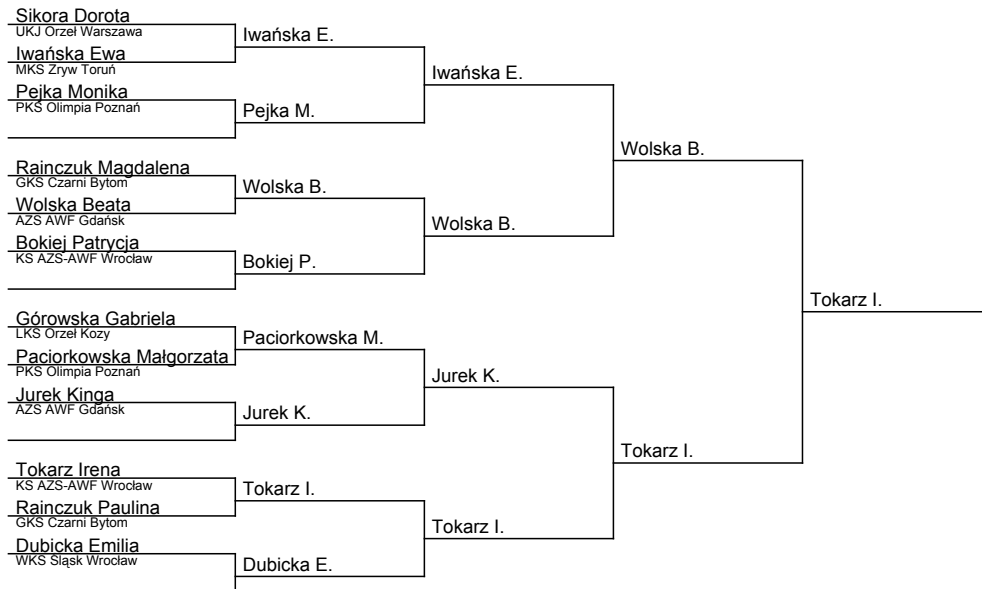 Sikora Dorota
UKJ Orzeł Warszawa
Iwańska E.
Iwańska Ewa
MKS Zryw Toruń
Iwańska E.
Pejka Monika
PKS Olimpia Poznań
Pejka M.
Wolska B.
Rainczuk Magdalena
GKS Czarni Bytom
Wolska B.
Wolska Beata
AZS AWF Gdańsk
Wolska B.
Bokiej Patrycja
KS AZS-AWF Wrocław
Bokiej P.
Tokarz I.
Górowska Gabriela
LKS Orzeł Kozy
Paciorkowska M.
Paciorkowska Małgorzata
PKS Olimpia Poznań
Jurek K.
Jurek Kinga
AZS AWF Gdańsk
Jurek K.
Tokarz I.
Tokarz Irena
KS AZS-AWF Wrocław
Tokarz I.
Rainczuk Paulina
GKS Czarni Bytom
Tokarz I.
Dubicka Emilia
WKS Śląsk Wrocław
Dubicka E.